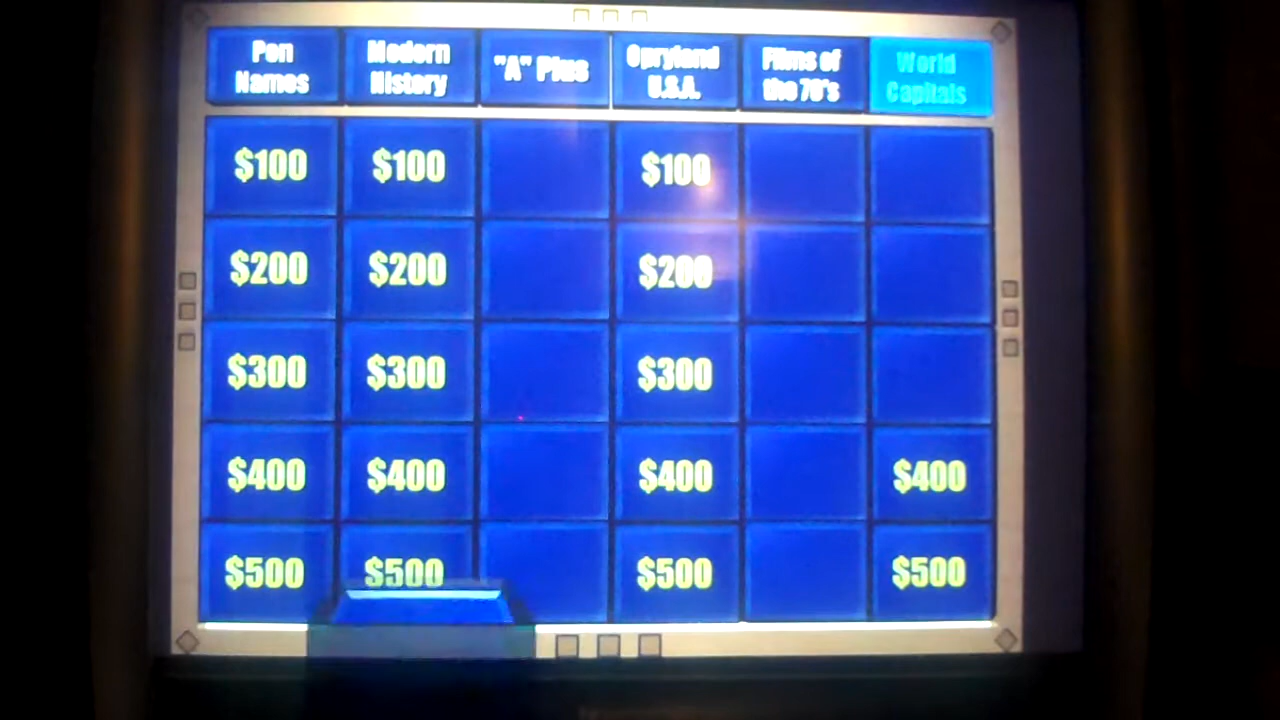 Pen Names
Modern History
"A" Plus
Opryland U.S.A.
Films of the 70's
World Capitals
$100 $100 $100
$200 $200 $200
$300 $300 $300
$400 $400 $400 $400
$500 $500 $500 $500